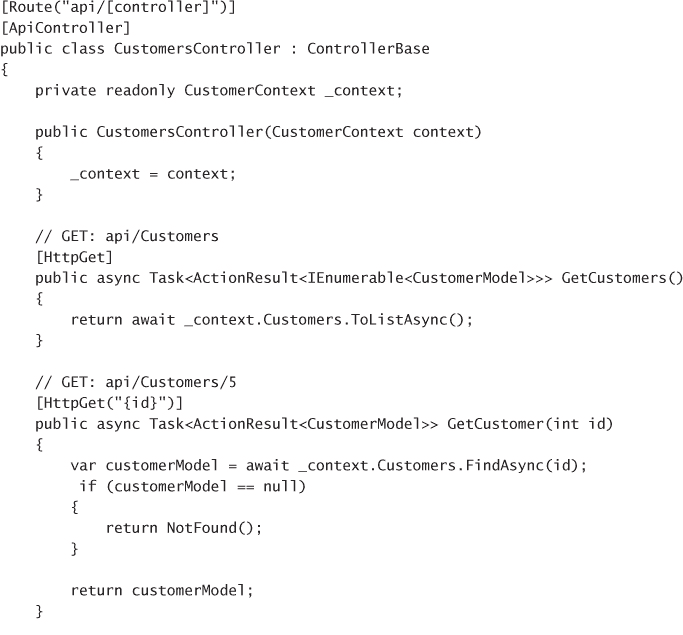 [Route("api/[controller]")]
[ApiController]
public class CustomersController : ControllerBase
{
    private readonly CustomerContext _context;

    public CustomersController(CustomerContext context)
    {
        _context = context;
    }

    // GET: api/Customers
    [HttpGet]
    public async Task<ActionResult<IEnumerable<CustomerModel>>> GetCustomers()
    {
        return await _context.Customers.ToListAsync();
    }

    // GET: api/Customers/5
    [HttpGet("{id}")]
    public async Task<ActionResult<CustomerModel>> GetCustomer(int id)
    {
        var customerModel = await _context.Customers.FindAsync(id);
         if (customerModel == null)
        {
            return NotFound();
        }

        return customerModel;
    }